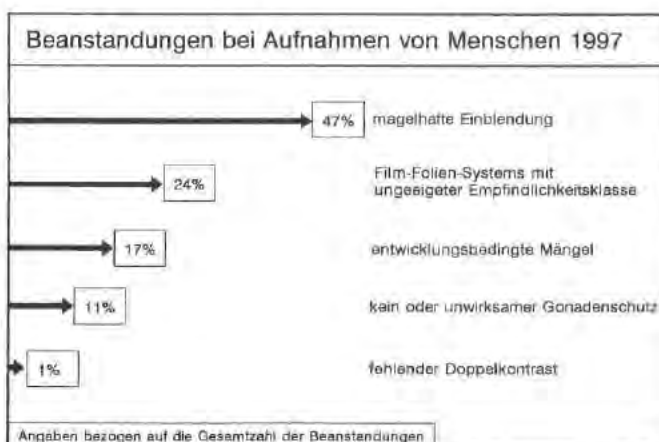 Beanstandungen bei Aufnahmen von Menschen 1997
47% magelhafte Einblendung
24% Film-Folien-Systems mit
ungeeigeter Empfindlichkeitsklasse
17% entwicklungsbedingte Mängel
11% kein oder unwirksamer Gonadenschutz
1% fehlender Doppelkontrast
Angaben bezogen auf die Gesamtzahl der Beanstandungen